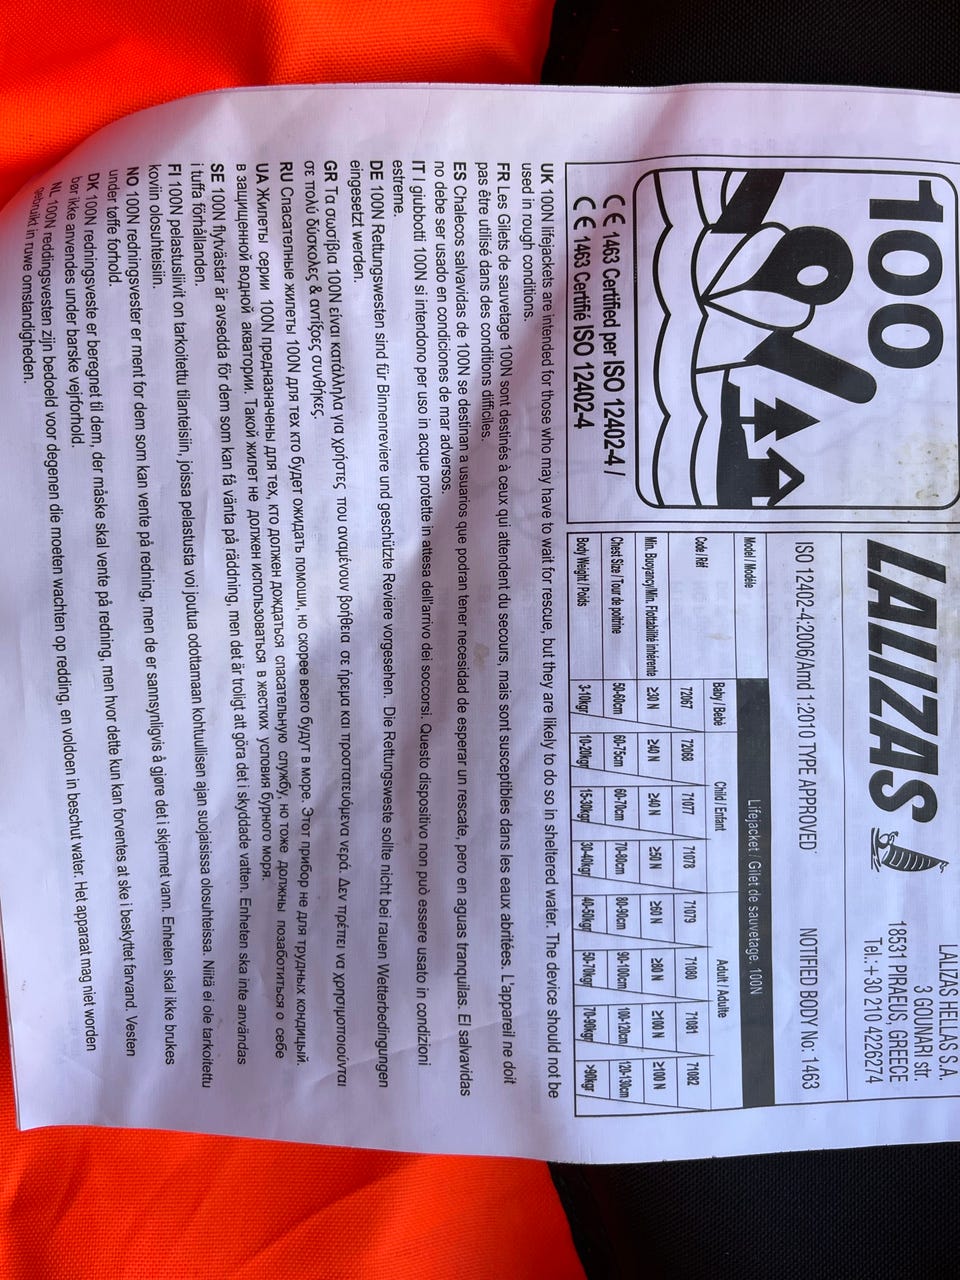 100
CE 1463 Certified per ISO 12402-4 /
CE 1463 Certifié ISO 12402-4
LALIZAS
LALIZAS HELLAS S.A.
3 GOUNARI str.
18531 PIRAEUS, GREECE
Tel.: +30 210 4226274
ISO 12402-4:2006/Amd 1:2010 TYPE APPROVED NOTIFIED BODY No: 1463
Model / Modèle Lifejacket / Gilet de sauvetage. 100N
Baby / Bébé Child / Enfant Adult / Adulte
Code / Réf 72067 72068 71077 71078 71079 71080 71081 71082
Min. Buoyancy/Min. Flottabilité inhérente ≥30 N ≥40 N ≥40 N ≥50 N ≥60 N ≥80 N ≥100 N ≥100 N
Chest Size / Tour de poitrine 50-60cm 60-75cm 60-70cm 70-80cm 80-90cm 90-100cm 100-120cm 120-130cm
Body Weight / Poids 3-10kgr 10-20kgr 15-30kgr 30-40kgr 40-50kgr 50-70kgr 70-90kgr >90kgr
UK 100N lifejackets are intended for those who may have to wait for rescue, but they are likely to do so in sheltered water. The device should not be
used in rough conditions.
FR Les Gilets de sauvetage 100N sont destinés à ceux qui attendent du secours, mais sont susceptibles dans les eaux abritées. L'appareil ne doit
pas être utilisé dans des conditions difficiles.
ES Chalecos salvavidas de 100N se destinan a usuarios que podran tener necesidad de esperar un rescate, pero en aguas tranquilas. El salvavidas
no debe ser usado en condiciones de mar adversos.
IT I giubbotti 100N si intendono per uso in acque protette in attesa dell'arrivo dei soccorsi. Questo dispositivo non può essere usato in condizioni
estreme.
DE 100N Rettungswesten sind für Binnenreviere und geschützte Reviere vorgesehen. Die Rettungsweste sollte nicht bei rauen Wetterbedingungen
eingesetzt werden.
GR Τα σωσίβια 100N είναι κατάλληλα για χρήστες που αναμένουν βοήθεια σε ήρεμα και προστατευόμενα νερά. Δεν πρέπει να χρησιμοποιούνται
σε πολύ δύσκολες & αντίξοες συνθήκες.
RU Спасательные жилеты 100N для тех кто будет ожидать помощи, но скорее всего будут в море. Этот прибор не для трудных кондиций.
UA Жилеты серии 100N предназначены для тех, кто должен дождаться спасательную службу, но тоже должны позаботиться о себе
в защищенной водной акватории. Такой жилет не должен использоваться в жестких условия бурного моря.
SE 100N flytvästar är avsedda för dem som kan få vänta på räddning, men det är troligt att göra det i skyddade vatten. Enheten ska inte användas
i tuffa förhållanden.
FI 100N pelastusliivit on tarkoitettu tilanteisiin, joissa pelastusta voi joutua odottamaan kohtuullisen ajan suojaisissa olosuhteissa. Niitä ei ole tarkoitettu
koviin olosuhteisiin.
NO 100N redningsvester er ment for dem som kan vente på redning, men de er sannsynligvis å gjøre det i skjermet vann. Enheten skal ikke brukes
under tøffe forhold.
DK 100N redningsveste er beregnet til dem, der måske skal vente på redning, men hvor dette kun kan forventes at ske i beskyttet farvand. Vesten
bør ikke anvendes under barske vejrforhold.
NL 100N reddingsvesten zijn bedoeld voor degenen die moeten wachten op redding, en voldoen in beschut water. Het apparaat mag niet worden
gebruikt in ruwe omstandigheden.